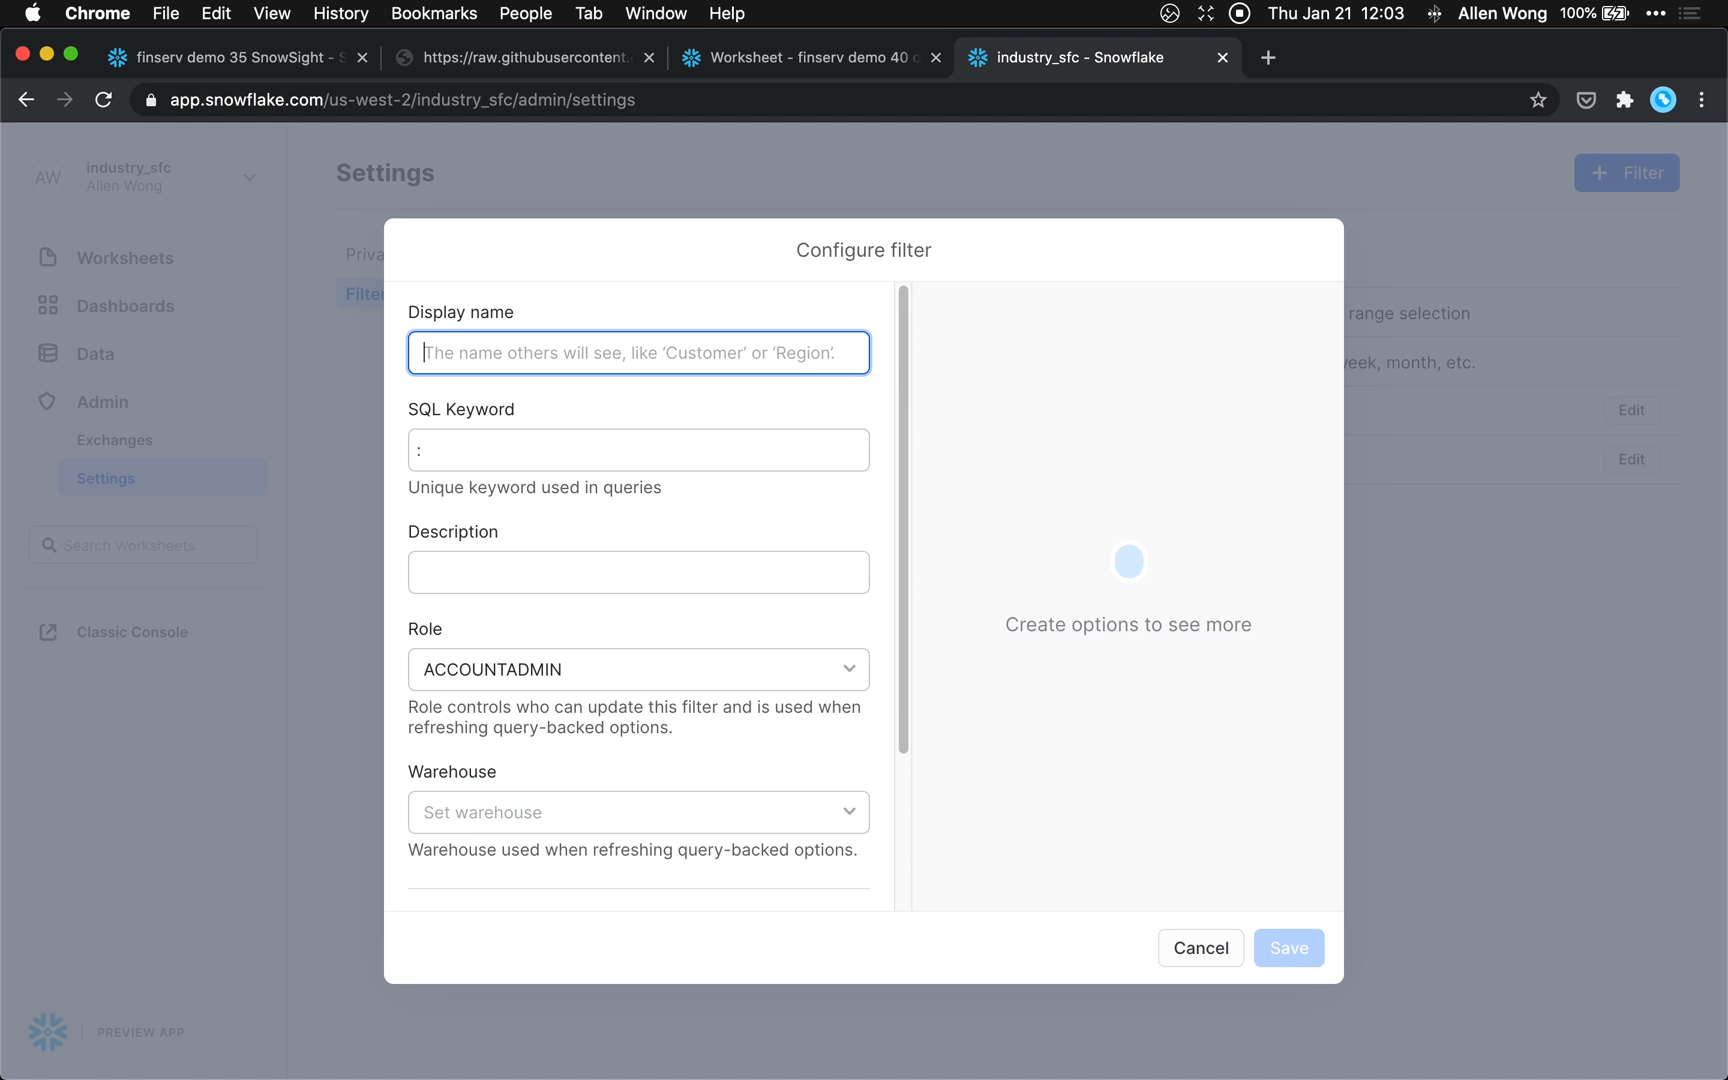 Chrome File Edit View History Bookmarks People Tab Window Help Thu Jan 21 12:03 Allen Wong 100%
finserv demo 35 SnowSight - S https://raw.githubusercontent. Worksheet - finserv demo 40 q industry_sfc - Snowflake
app.snowflake.com/us-west-2/industry_sfc/admin/settings
AW
industry_sfc
Allen Wong
Worksheets
Dashboards
Data
Admin
Exchanges
Settings
Search Worksheets
Classic Console
PREVIEW APP
Settings
+ Filter
Priva
Filter
range selection
week, month, etc.
Edit
Edit
Configure filter
Display name
The name others will see, like ‘Customer’ or ‘Region’.
SQL Keyword
:
Unique keyword used in queries
Description
Role
ACCOUNTADMIN
Role controls who can update this filter and is used when
refreshing query-backed options.
Warehouse
Set warehouse
Warehouse used when refreshing query-backed options.
Create options to see more
Cancel Save